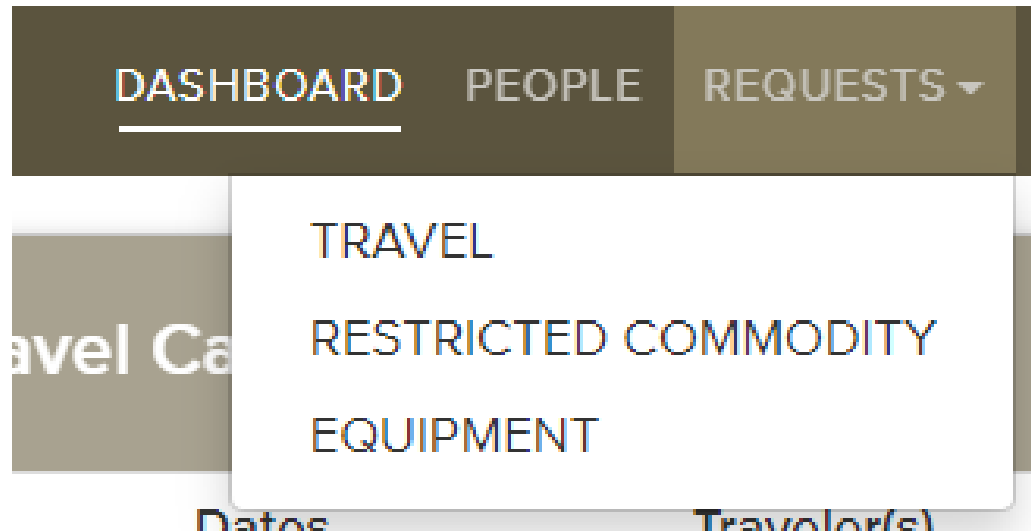 DASHBOARD PEOPLE REQUESTS
TRAVEL
RESTRICTED COMMODITY
EQUIPMENT